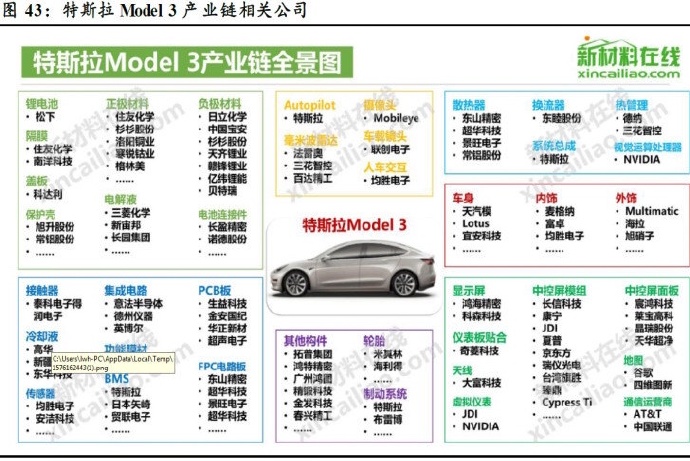 图 43：特斯拉 Model 3 产业链相关公司
特斯拉Model 3产业链全景图
新材料在线
xincailiao.com
锂电池
• 松下
隔膜
• 住友化学
• 南洋科技
盖板
• 科达利
保护壳
• 旭升股份
• 常铝股份
正极材料
• 住友化学
• 杉杉股份
• 洛阳钼业
• 寒锐钴业
• 格林美
• ......
电解液
• 三菱化学
• 新宙邦
• 长园集团
• ......
负极材料
• 日立化学
• 中国宝安
• 杉杉股份
• 天齐锂业
• 赣锋锂业
• 亿纬锂能
• 贝特瑞
电池连接件
• 长盈精密
• 诺德股份
• ......
Autopilot
• 特斯拉
毫米波雷达
• 法雷奥
• 三花智控
• 百达精工
摄像头
• Mobileye
车载镜头
• 联创电子
人车交互
• 均胜电子
散热器
• 东山精密
• 超华科技
• 景旺电子
• 常铝股份
换流器
• 东睦股份
系统总成
• 特斯拉
热管理
• 德纳
• 三花智控
视觉运算处理器
• NVIDIA
车身
• 天汽模
• Lotus
• 宜安科技
• ......
内饰
• 麦格纳
• 富卓
• 均胜电子
• ......
外饰
• Multimatic
• 海拉
• 旭硝子
• ......
特斯拉Model 3
接触器
• 泰科电子得
润电子
冷却液
• 高华
• 新疆
• 东华科技
传感器
• 均胜电子
• 安洁科技
• ......
集成电路
• 意法半导体
• 德州仪器
• 英博尔
功能膜材
C:\Users\lwh-PC\AppData\Local\Temp\
1576162443(1).png
BMS
• 特斯拉
• 日本矢崎
• 贸联电子
• ......
PCB板
• 生益科技
• 金安国纪
• 华正新材
• 超声电子
FPC电路板
• 东山精密
• 超华科技
• 景旺电子
• 超华科技
• ......
其他构件
• 拓普集团
• 鸿特精密
• 广州鸿图
• 精锻科技
• 金发科技
• 春兴精工
• ......
轮胎
• 米其林
• 海利得
• ......
制动系统
• 特斯拉
• 布雷博
• ......
显示屏
• 鸿海精密
• 科森精密
仪表板贴合
• 奇菱科技
天线
• 大富科技
虚拟仪表
• JDI
• NVIDIA
中控屏模组
• 长信科技
• 康宁
• JDI
• 夏普
• 京东方
• 瑞仪光电
• 台湾旗胜
• 臻鼎
• Cypress Ti
• ......
中控屏面板
• 宸鸿科技
• 莱宝高科
• 晶瑞股份
• 天华超净
地图
• 谷歌
• 四维图新
通信运营商
• AT&T
• 中国联通